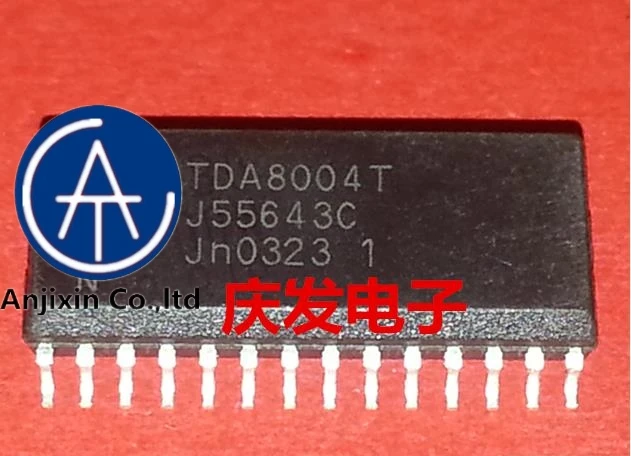 TDA8004T
J55643C
Jn0323 1
N
Anjixin Co.,ltd
庆发电子